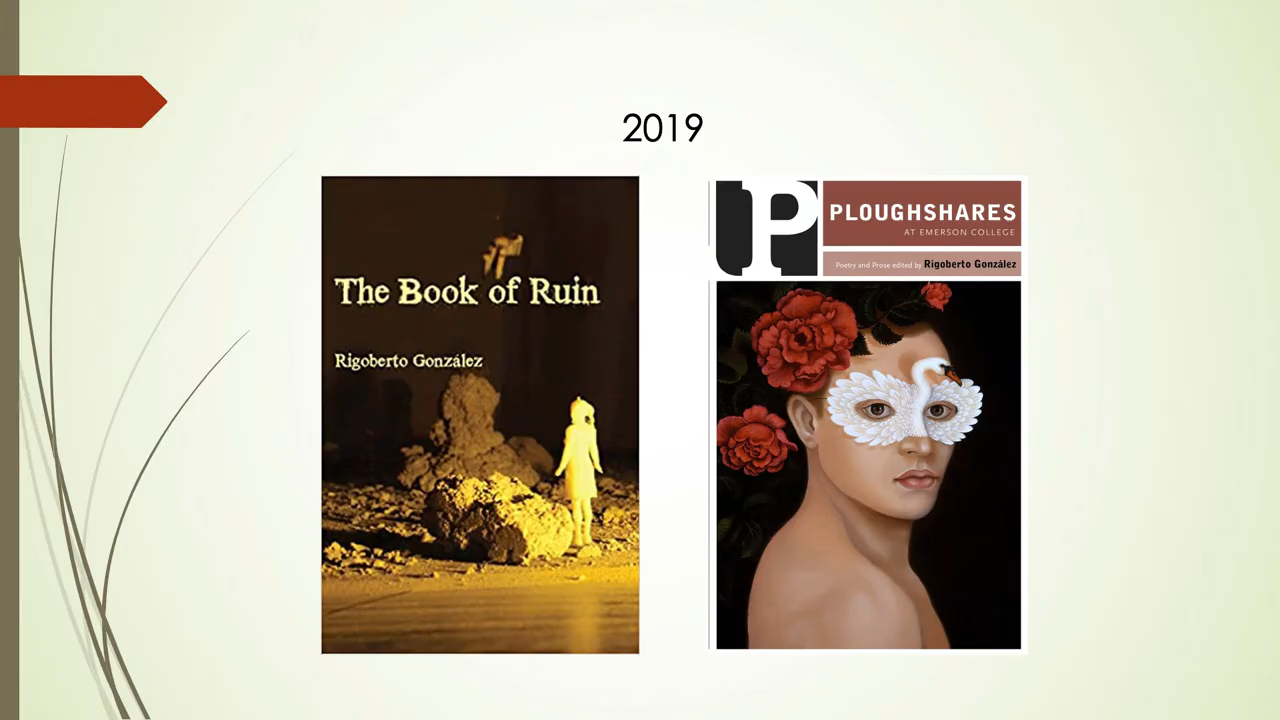 2019
The Book of Ruin
Rigoberto González
P
PLOUGHSHARES
AT EMERSON COLLEGE
Poetry and Prose edited by Rigoberto González